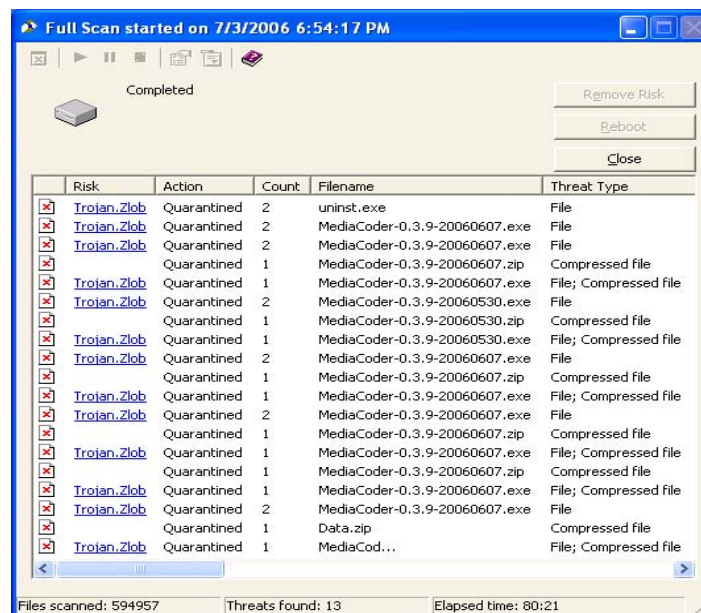 Full Scan started on 7/3/2006 6:54:17 PM
Completed
Remove Risk
Reboot
Close
Risk Action Count Filename Threat Type
Trojan.Zlob Quarantined 2 uninst.exe File
Trojan.Zlob Quarantined 2 MediaCoder-0.3.9-20060607.exe File
Trojan.Zlob Quarantined 2 MediaCoder-0.3.9-20060607.exe File
Quarantined 1 MediaCoder-0.3.9-20060607.zip Compressed file
Trojan.Zlob Quarantined 1 MediaCoder-0.3.9-20060607.exe File; Compressed file
Trojan.Zlob Quarantined 2 MediaCoder-0.3.9-20060530.exe File
Quarantined 1 MediaCoder-0.3.9-20060530.zip Compressed file
Trojan.Zlob Quarantined 1 MediaCoder-0.3.9-20060530.exe File; Compressed file
Trojan.Zlob Quarantined 2 MediaCoder-0.3.9-20060607.exe File
Quarantined 1 MediaCoder-0.3.9-20060607.zip Compressed file
Trojan.Zlob Quarantined 1 MediaCoder-0.3.9-20060607.exe File; Compressed file
Trojan.Zlob Quarantined 2 MediaCoder-0.3.9-20060607.exe File
Quarantined 1 MediaCoder-0.3.9-20060607.zip Compressed file
Trojan.Zlob Quarantined 1 MediaCoder-0.3.9-20060607.exe File; Compressed file
Quarantined 1 MediaCoder-0.3.9-20060607.zip Compressed file
Trojan.Zlob Quarantined 1 MediaCoder-0.3.9-20060607.exe File; Compressed file
Trojan.Zlob Quarantined 2 MediaCoder-0.3.9-20060607.exe File
Quarantined 1 Data.zip Compressed file
Trojan.Zlob Quarantined 1 MediaCod... File; Compressed file
Files scanned: 594957 Threats found: 13 Elapsed time: 80:21